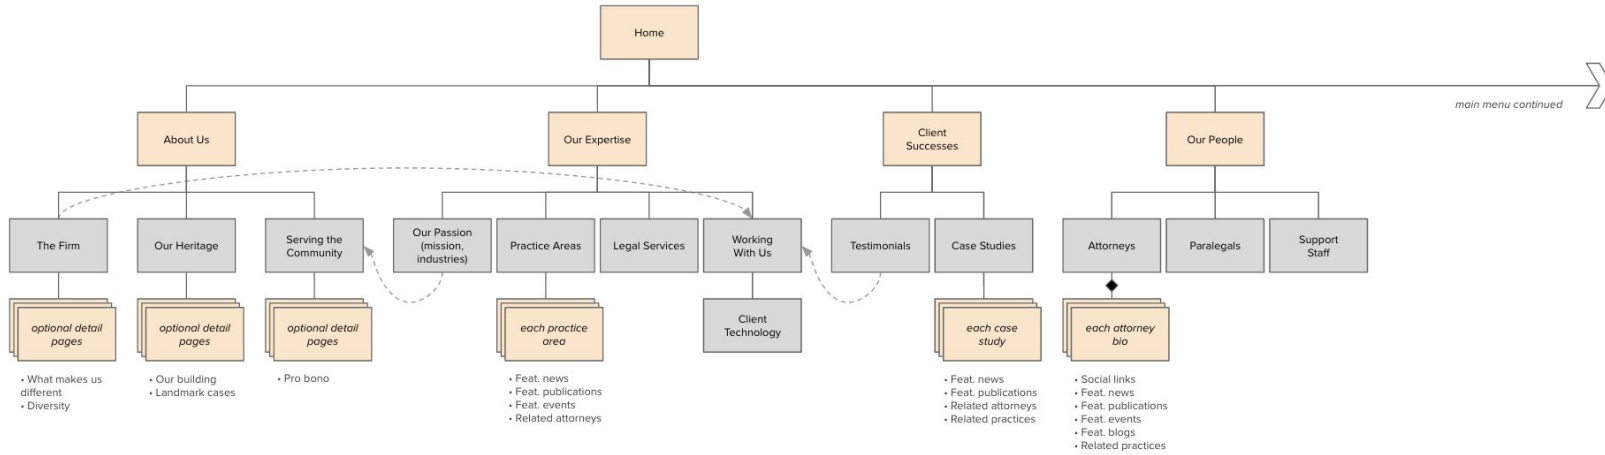 Home
main menu continued
About Us
Our Expertise
Client
Successes
Our People
The Firm
Our Heritage
Serving the
Community
Our Passion
(mission,
industries)
Practice Areas
Legal Services
Working
With Us
Testimonials
Case Studies
Attorneys
Paralegals
Support
Staff
optional detail
pages
optional detail
pages
optional detail
pages
each practice
area
Client
Technology
each case
study
each attorney
bio
• What makes us
different
• Diversity
• Our building
• Landmark cases
• Pro bono
• Feat. news
• Feat. publications
• Feat. events
• Related attorneys
• Feat. news
• Feat. publications
• Related attorneys
• Related practices
• Social links
• Feat. news
• Feat. publications
• Feat. events
• Feat. blogs
• Related practices